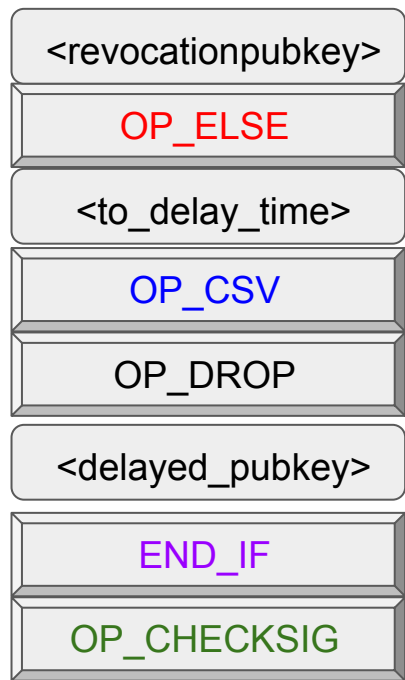 <revocationpubkey>
OP_ELSE
<to_delay_time>
OP_CSV
OP_DROP
<delayed_pubkey>
END_IF
OP_CHECKSIG